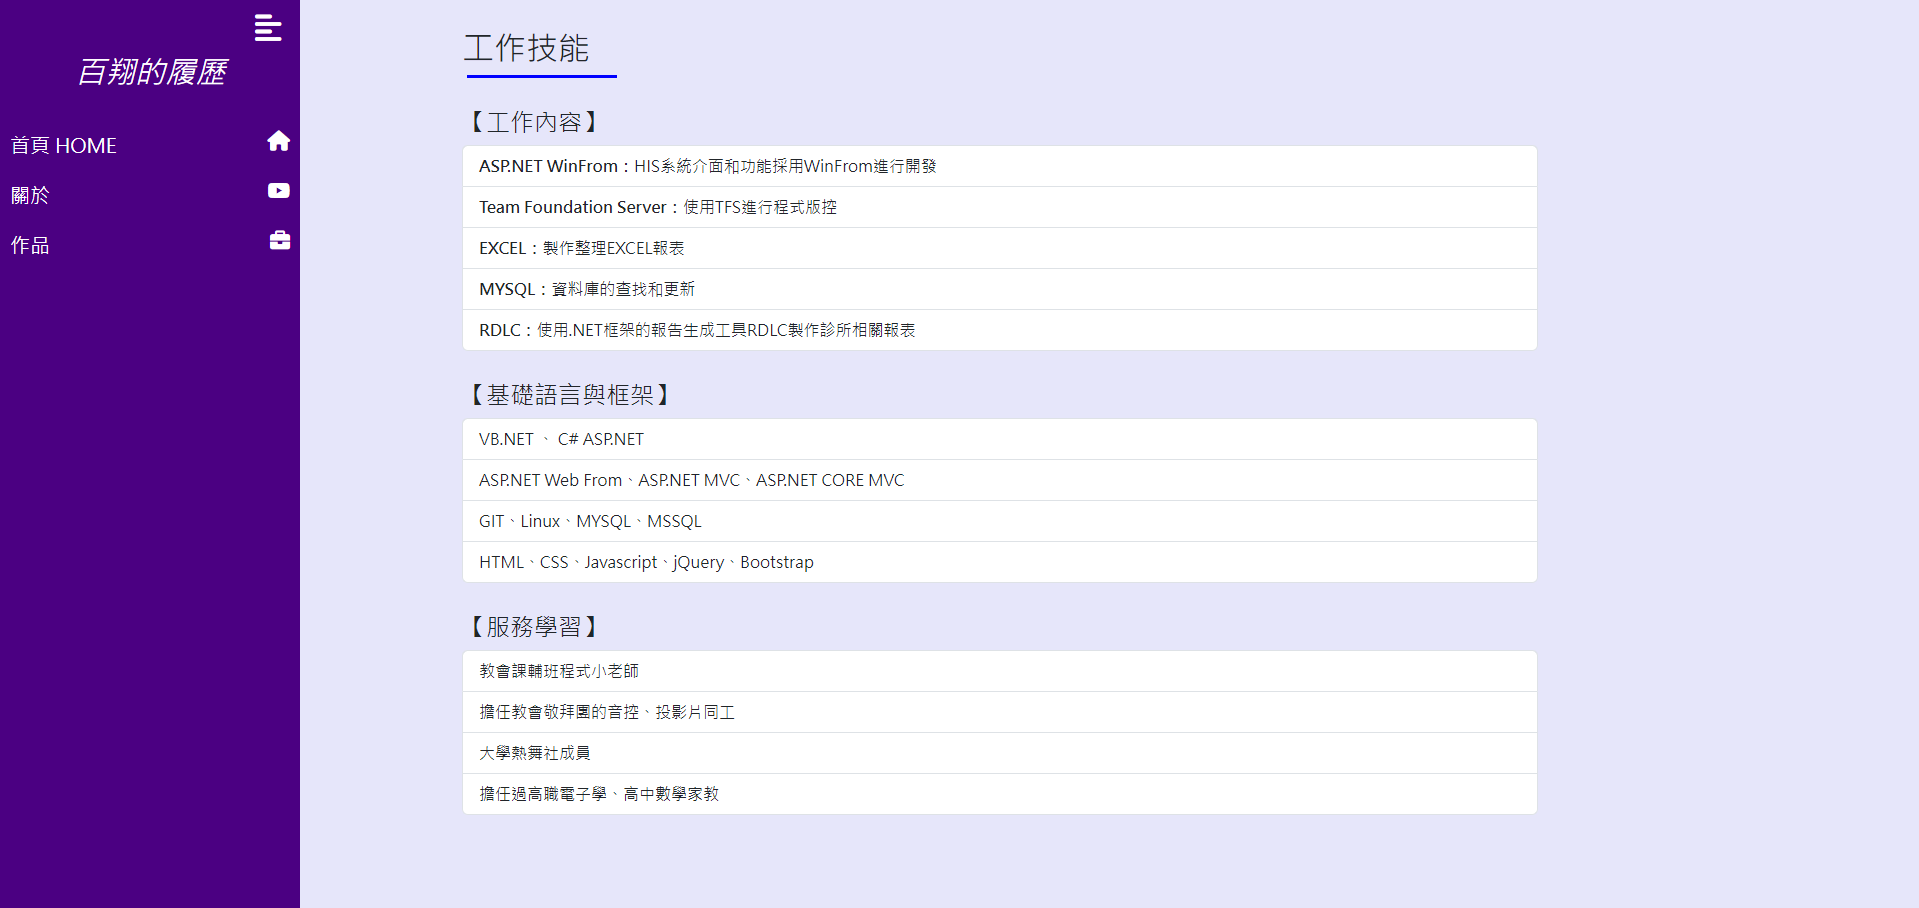 百翔的履歷
首頁 HOME
關於
作品
工作技能
【工作內容】
ASP.NET WinFrom：HIS系統介面和功能採用WinFrom進行開發
Team Foundation Server：使用TFS進行程式版控
EXCEL：製作整理EXCEL報表
MYSQL：資料庫的查找和更新
RDLC：使用.NET框架的報告生成工具RDLC製作診所相關報表
【基礎語言與框架】
VB.NET 、 C# ASP.NET
ASP.NET Web From、ASP.NET MVC、ASP.NET CORE MVC
GIT、Linux、MYSQL、MSSQL
HTML、CSS、Javascript、jQuery、Bootstrap
【服務學習】
教會課輔班程式小老師
擔任教會敬拜團的音控、投影片同工
大學熱舞社成員
擔任過高職電子學、高中數學家教